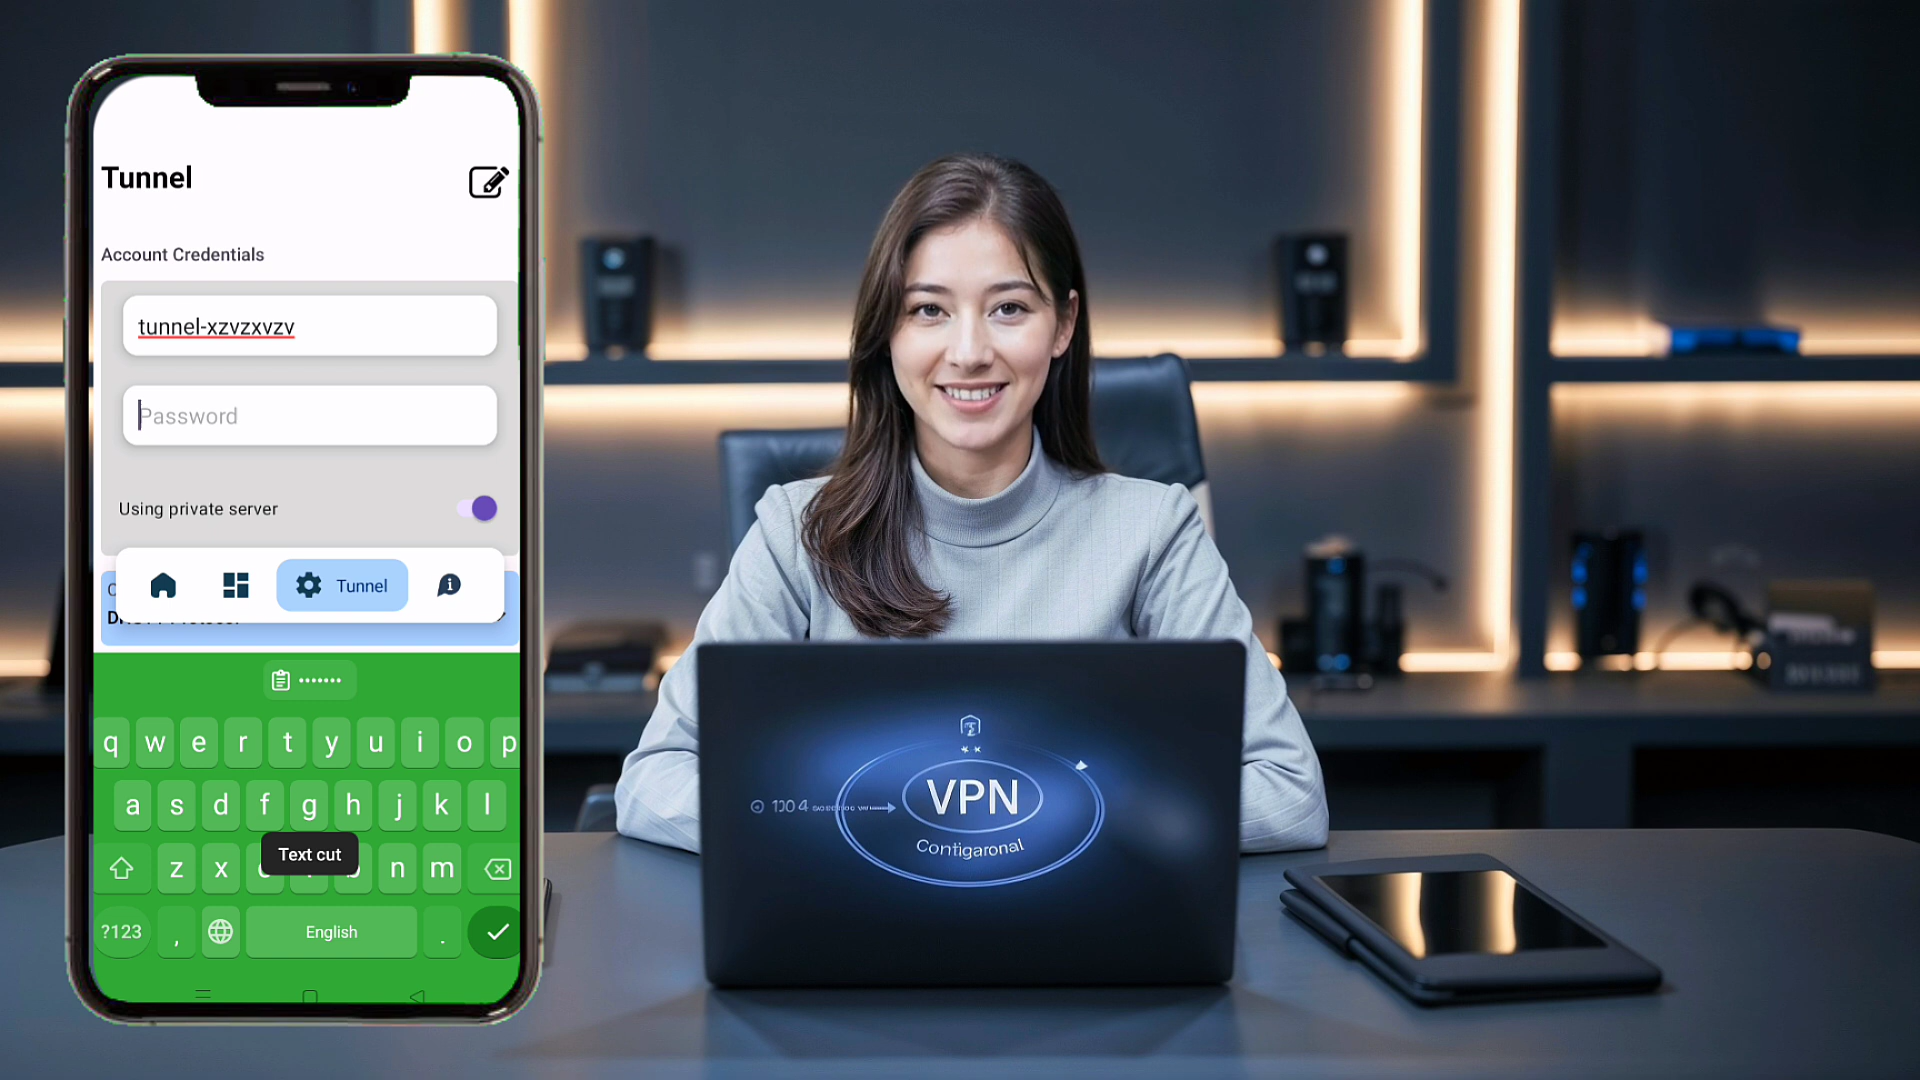 Tunnel
Account Credentials
tunnel-xzvzxvzv
Password
Using private server
Tunnel
•••••••
q w e r t y u i o p
a s d f g h j k l
Text cut
z x n m
?123 , English .
VPN
Contigaronal